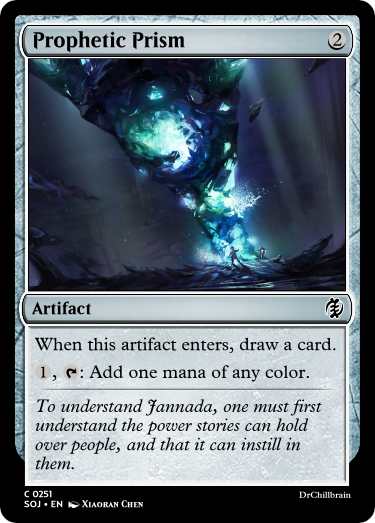 Prophetic Prism 2
Artifact
When this artifact enters, draw a card.
1 , : Add one mana of any color.
To understand Jannada, one must first
understand the power stories can hold
over people, and that it can instill in
them.
C 0251
SOJ • EN Xiaoran Chen
DrChillbrain